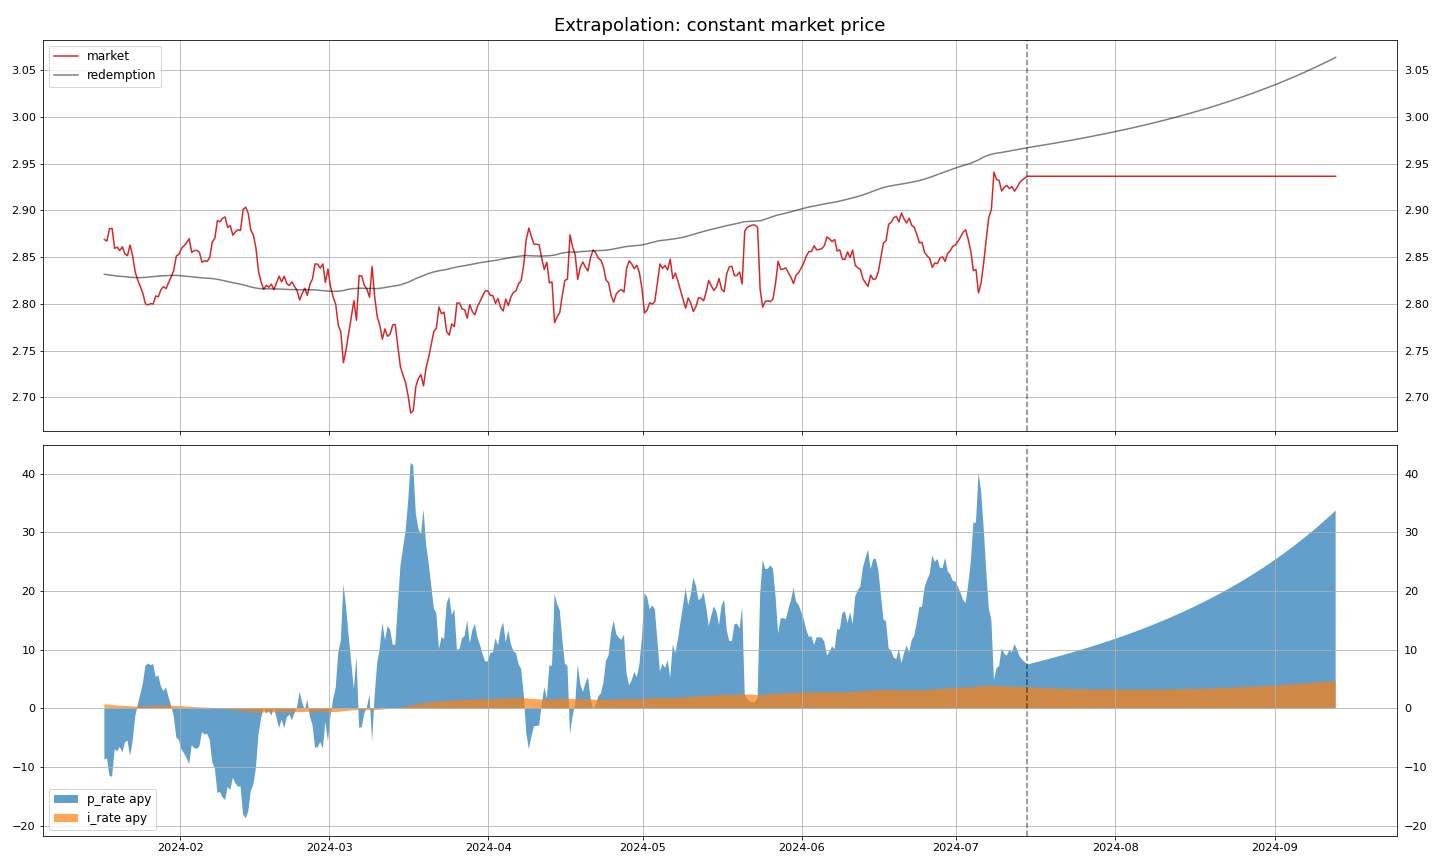 Extrapolation: constant market price
market
redemption
3.05 3.05
3.00 3.00
2.95 2.95
2.90 2.90
2.85 2.85
2.80 2.80
2.75 2.75
2.70 2.70
40 40
30 30
20 20
10 10
0 0
−10 −10
−20 −20
p_rate apy
i_rate apy
2024-02 2024-03 2024-04 2024-05 2024-06 2024-07 2024-08 2024-09